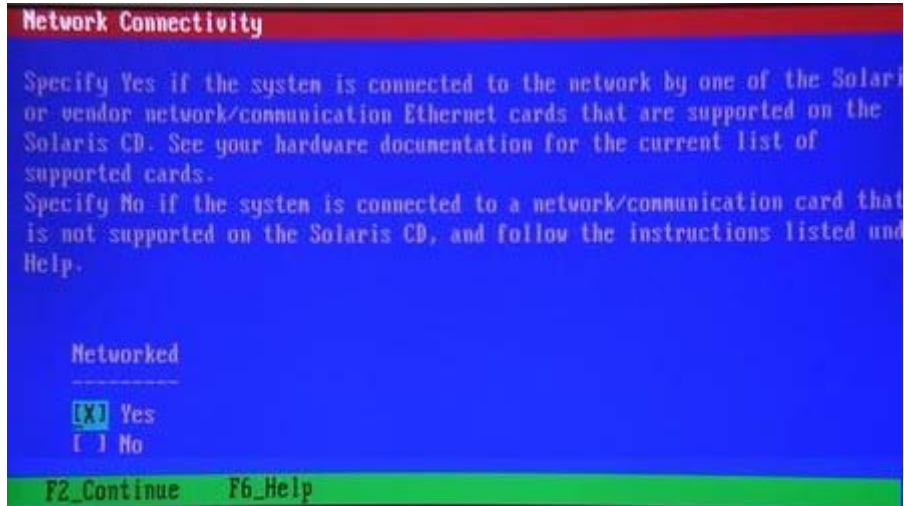 Network Connectivity
Specify Yes if the system is connected to the network by one of the Solari
or vendor network/communication Ethernet cards that are supported on the
Solaris CD. See your hardware documentation for the current list of
supported cards.
Specify No if the system is connected to a network/communication card that
is not supported on the Solaris CD, and follow the instructions listed und
Help.
Networked
---------
[X] Yes
[ ] No
F2_Continue F6_Help